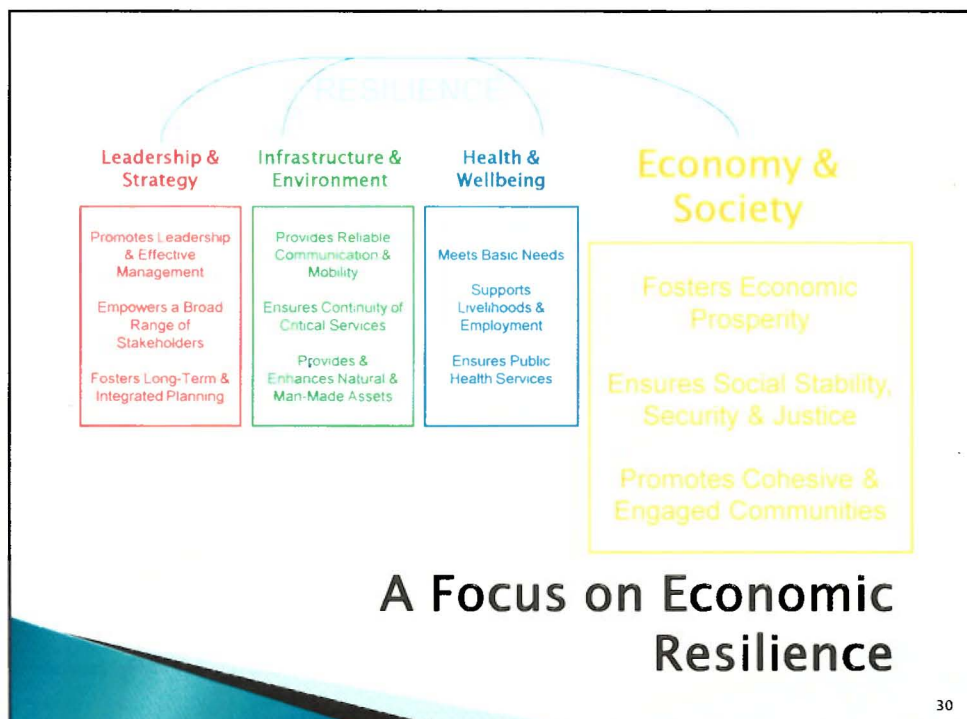 RESILIENCE
Leadership &
Strategy
Promotes Leadership
& Effective
Management
Empowers a Broad
Range of
Stakeholders
Fosters Long-Term &
Integrated Planning
Infrastructure &
Environment
Provides Reliable
Communication &
Mobility
Ensures Continuity of
Critical Services
Provides &
Enhances Natural &
Man-Made Assets
Health &
Wellbeing
Meets Basic Needs
Supports
Livelihoods &
Employment
Ensures Public
Health Services
Economy &
Society
Fosters Economic
Prosperity
Ensures Social Stability,
Security & Justice
Promotes Cohesive &
Engaged Communities
A Focus on Economic
Resilience
30